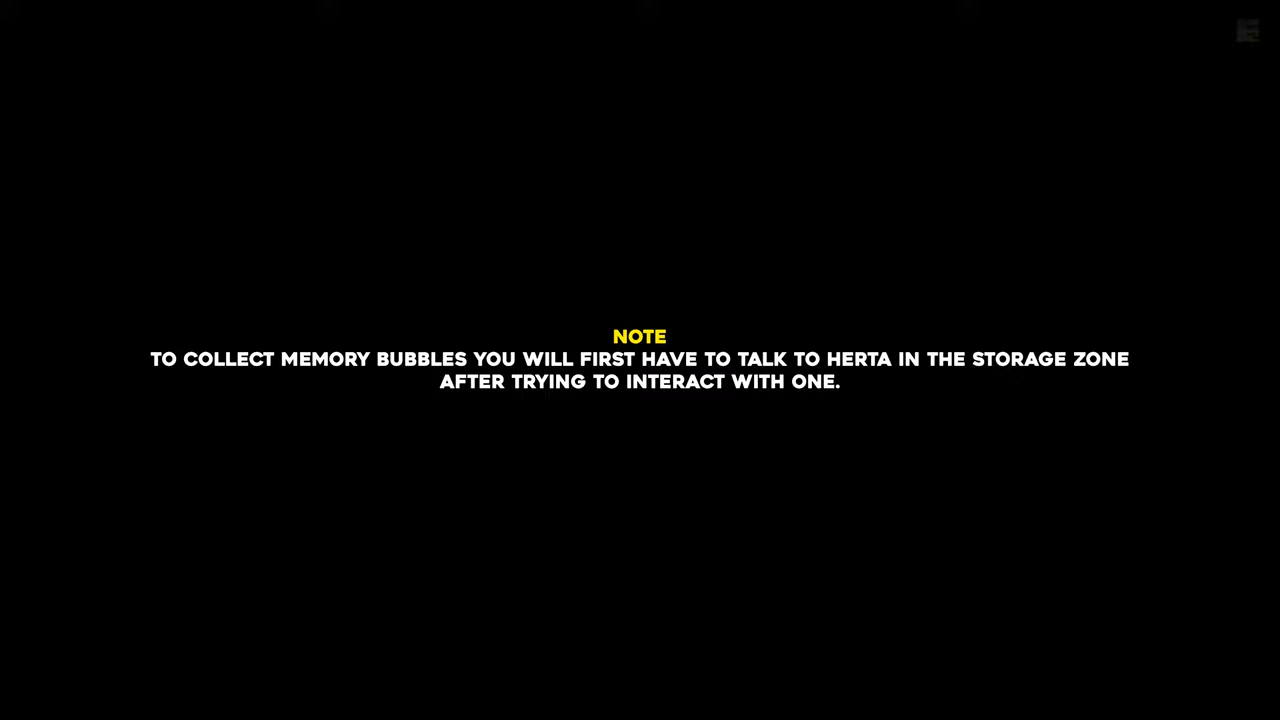 NOTE
TO COLLECT MEMORY BUBBLES YOU WILL FIRST HAVE TO TALK TO HERTA IN THE STORAGE ZONE
AFTER TRYING TO INTERACT WITH ONE.